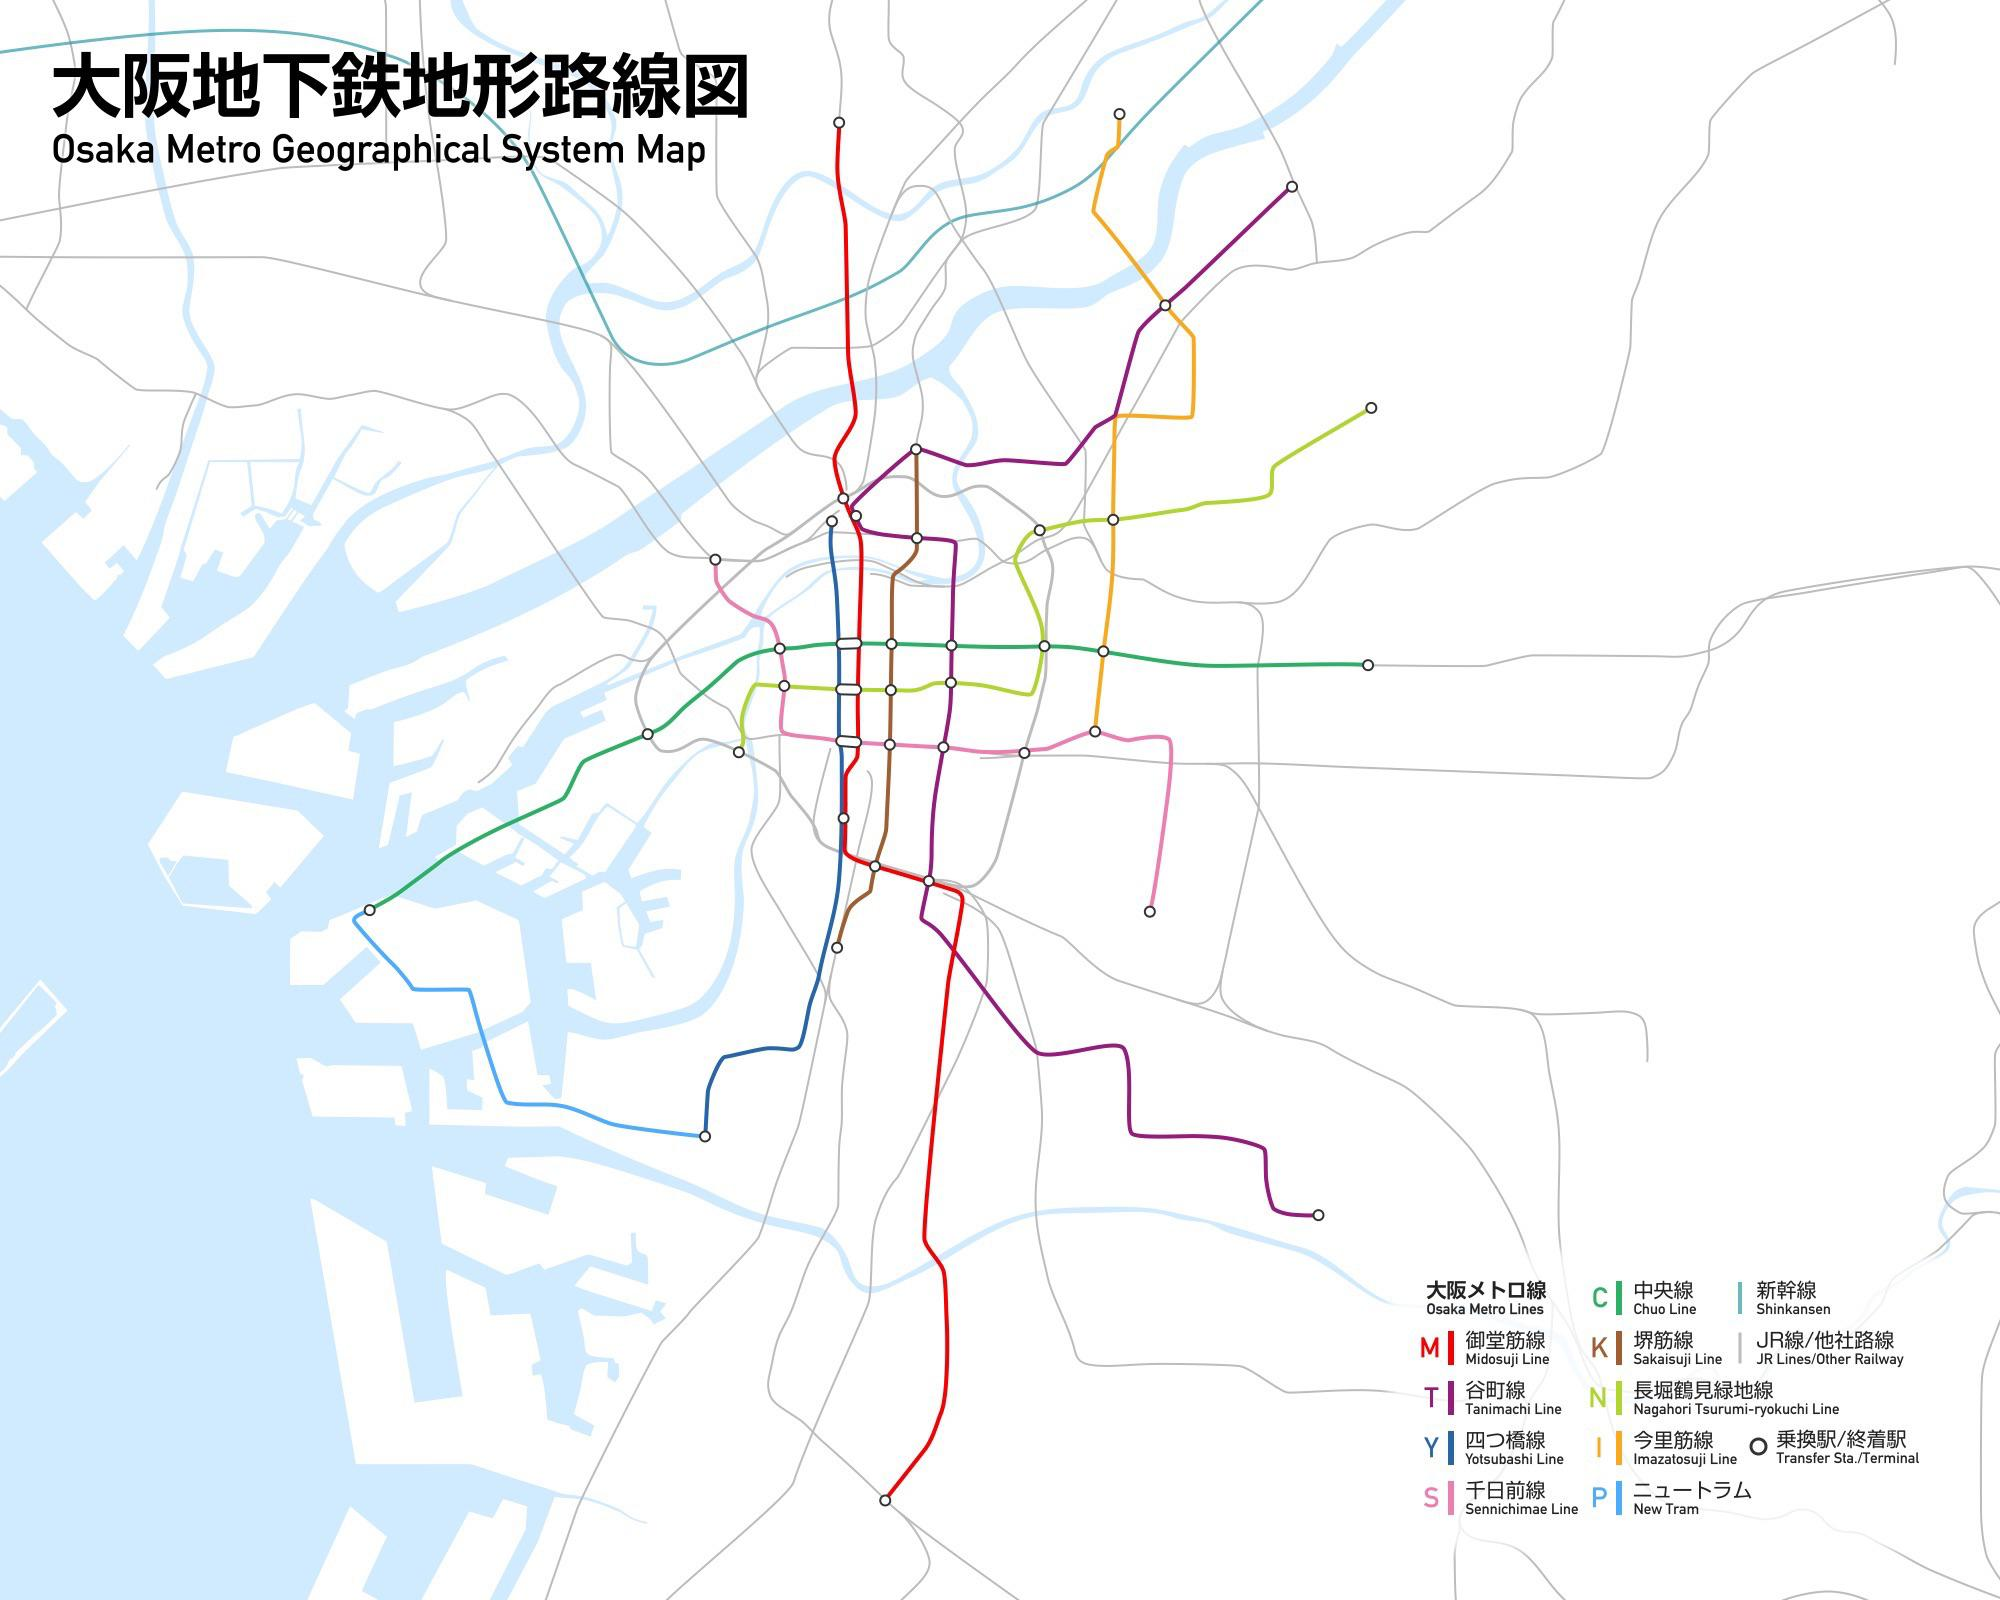 大阪地下鉄地形路線図
Osaka Metro Geographical System Map
大阪メトロ線
Osaka Metro Lines
M 御堂筋線
Midosuji Line
T 谷町線
Tanimachi Line
Y 四つ橋線
Yotsubashi Line
S 千日前線
Sennichimae Line
C 中央線
Chuo Line
K 堺筋線
Sakaisuji Line
N 長堀鶴見緑地線
Nagahori Tsurumi-ryokuchi Line
I 今里筋線
Imazatosuji Line
P ニュートラム
New Tram
新幹線
Shinkansen
JR線/他社路線
JR Lines/Other Railway
乗換駅/終着駅
Transfer Sta./Terminal